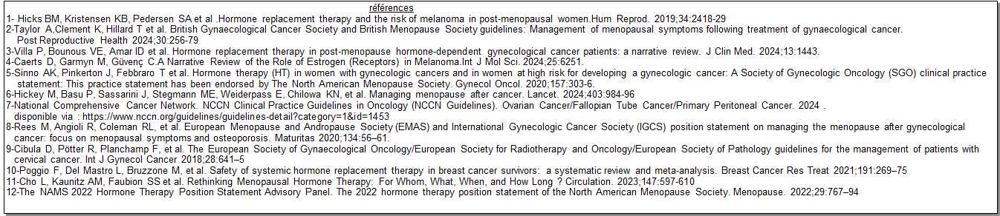 références
1- Hicks BM, Kristensen KB, Pedersen SA et al .Hormone replacement therapy and the risk of melanoma in post-menopausal women.Hum Reprod. 2019;34:2418-29
2-Taylor A,Clement K, Hillard T et al. British Gynaecological Cancer Society and British Menopause Society guidelines: Management of menopausal symptoms following treatment of gynaecological cancer.
Post Reproductive Health 2024;30:256-79
3-Villa P, Bounous VE, Amar ID et al. Hormone replacement therapy in post-menopause hormone-dependent gynecological cancer patients: a narrative review. J Clin Med. 2024;13:1443.
4-Caerts D, Garmyn M, Güvenç C.A Narrative Review of the Role of Estrogen (Receptors) in Melanoma.Int J Mol Sci. 2024;25:6251.
5-Sinno AK, Pinkerton J, Febbraro T et al. Hormone therapy (HT) in women with gynecologic cancers and in women at high risk for developing a gynecologic cancer: A Society of Gynecologic Oncology (SGO) clinical practice
statement: This practice statement has been endorsed by The North American Menopause Society. Gynecol Oncol. 2020;157:303-6.
6-Hickey M, Basu P, Sassarini J, Stegmann ME, Weiderpass E, Chilowa KN, et al. Managing menopause after cancer. Lancet. 2024;403:984-96
7-National Comprehensive Cancer Network. NCCN Clinical Practice Guidelines in Oncology (NCCN Guidelines). Ovarian Cancer/Fallopian Tube Cancer/Primary Peritoneal Cancer. 2024 .
disponible via : https://www.nccn.org/guidelines/guidelines-detail?category=1&id=1453
8-Rees M, Angioli R, Coleman RL, et al. European Menopause and Andropause Society (EMAS) and International Gynecologic Cancer Society (IGCS) position statement on managing the menopause after gynecological
cancer: focus on menopausal symptoms and osteoporosis. Maturitas 2020;134:56–61.
9-Cibula D, Pötter R, Planchamp F, et al. The European Society of Gynaecological Oncology/European Society for Radiotherapy and Oncology/European Society of Pathology guidelines for the management of patients with
cervical cancer. Int J Gynecol Cancer 2018;28:641–5
10-Poggio F, Del Mastro L, Bruzzone M, et al. Safety of systemic hormone replacement therapy in breast cancer survivors: a systematic review and meta-analysis. Breast Cancer Res Treat 2021;191:269–75
11-Cho L, Kaunitz AM, Faubion SS et al. Rethinking Menopausal Hormone Therapy: For Whom, What, When, and How Long ? Circulation. 2023;147:597-610
12-The NAMS 2022 Hormone Therapy Position Statement Advisory Panel. The 2022 hormone therapy position statement of the North American Menopause Society. Menopause. 2022;29:767–94